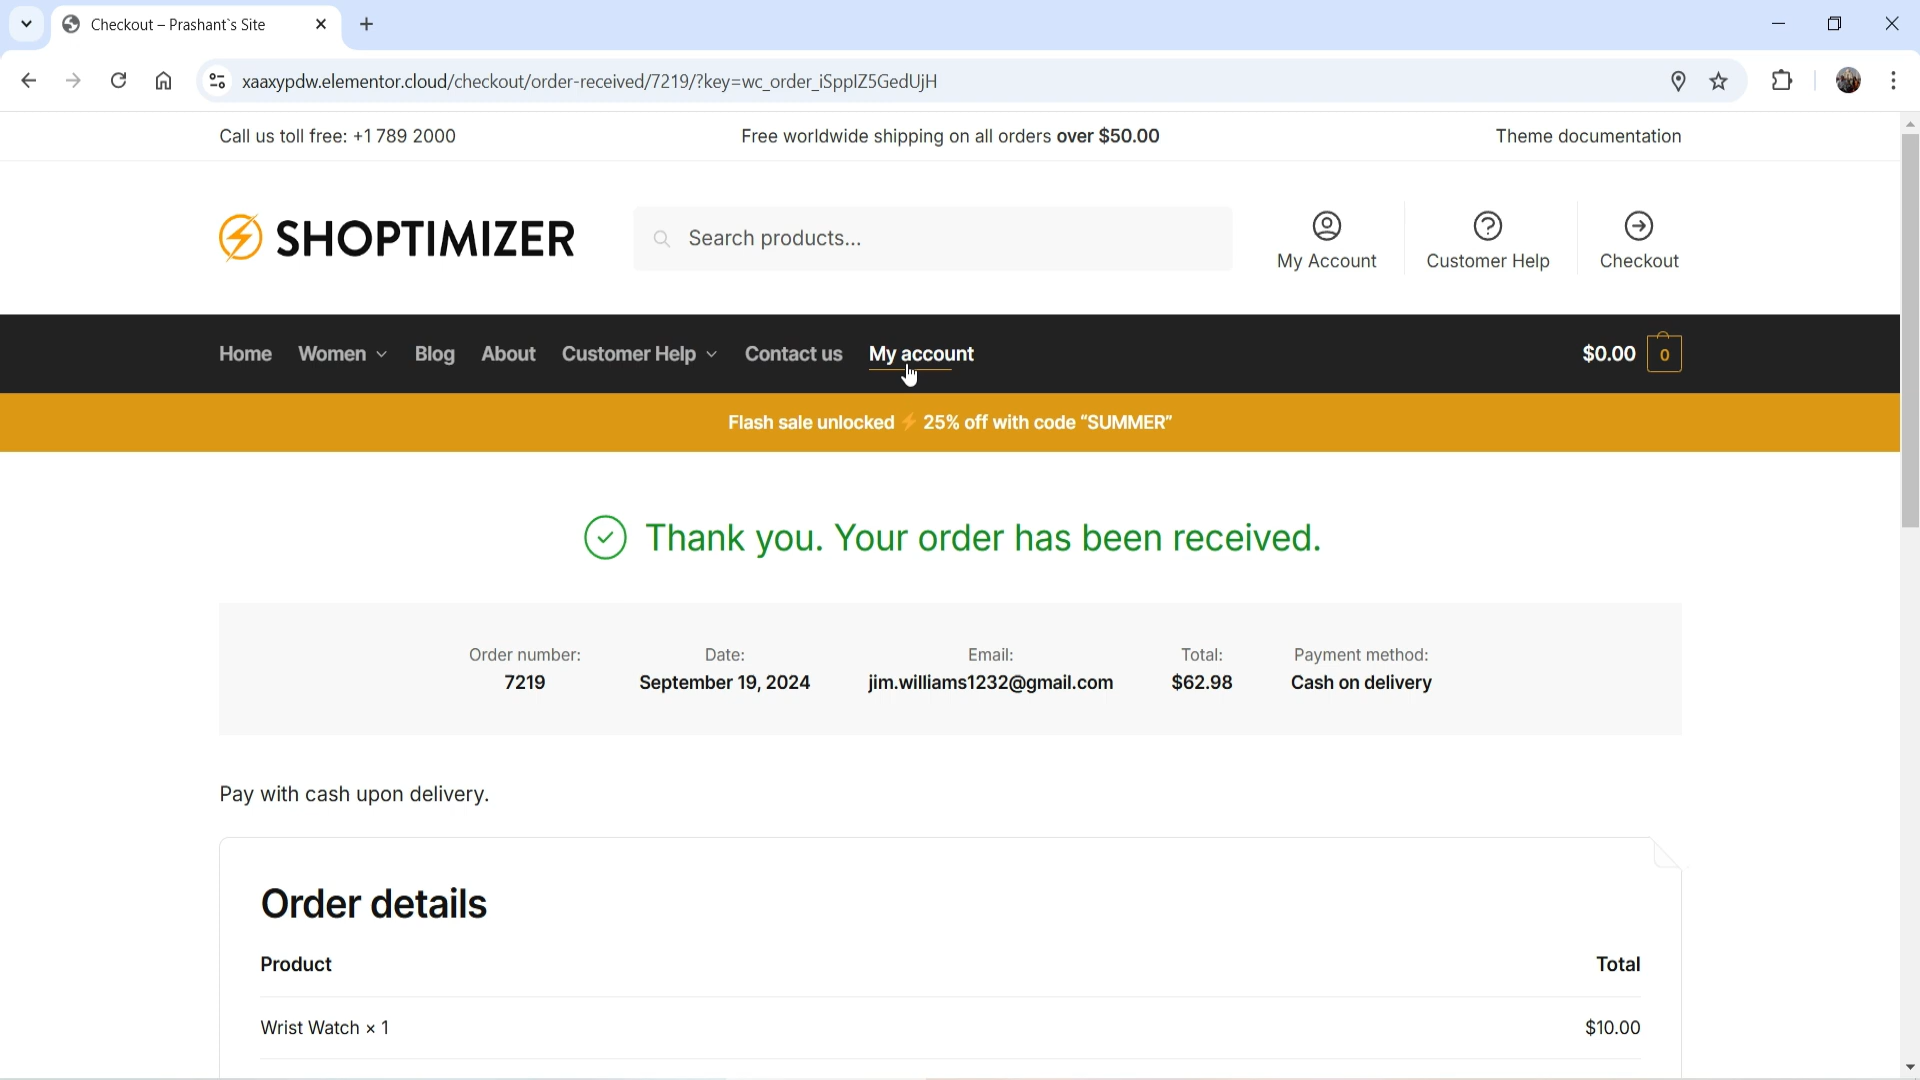 Checkout – Prashant`s Site
xaaxypdw.elementor.cloud/checkout/order-received/7219/?key=wc_order_iSpplZ5GedUjH
Call us toll free: +1 789 2000
Free worldwide shipping on all orders over $50.00
Theme documentation
SHOPTIMIZER
Search products...
My Account
Customer Help
Checkout
Home
Women
Blog
About
Customer Help
Contact us
My account
$0.00
0
Flash sale unlocked ⚡ 25% off with code “SUMMER”
Thank you. Your order has been received.
Order number:
7219
Date:
September 19, 2024
Email:
jim.williams1232@gmail.com
Total:
$62.98
Payment method:
Cash on delivery
Pay with cash upon delivery.
Order details
Product
Total
Wrist Watch × 1
$10.00